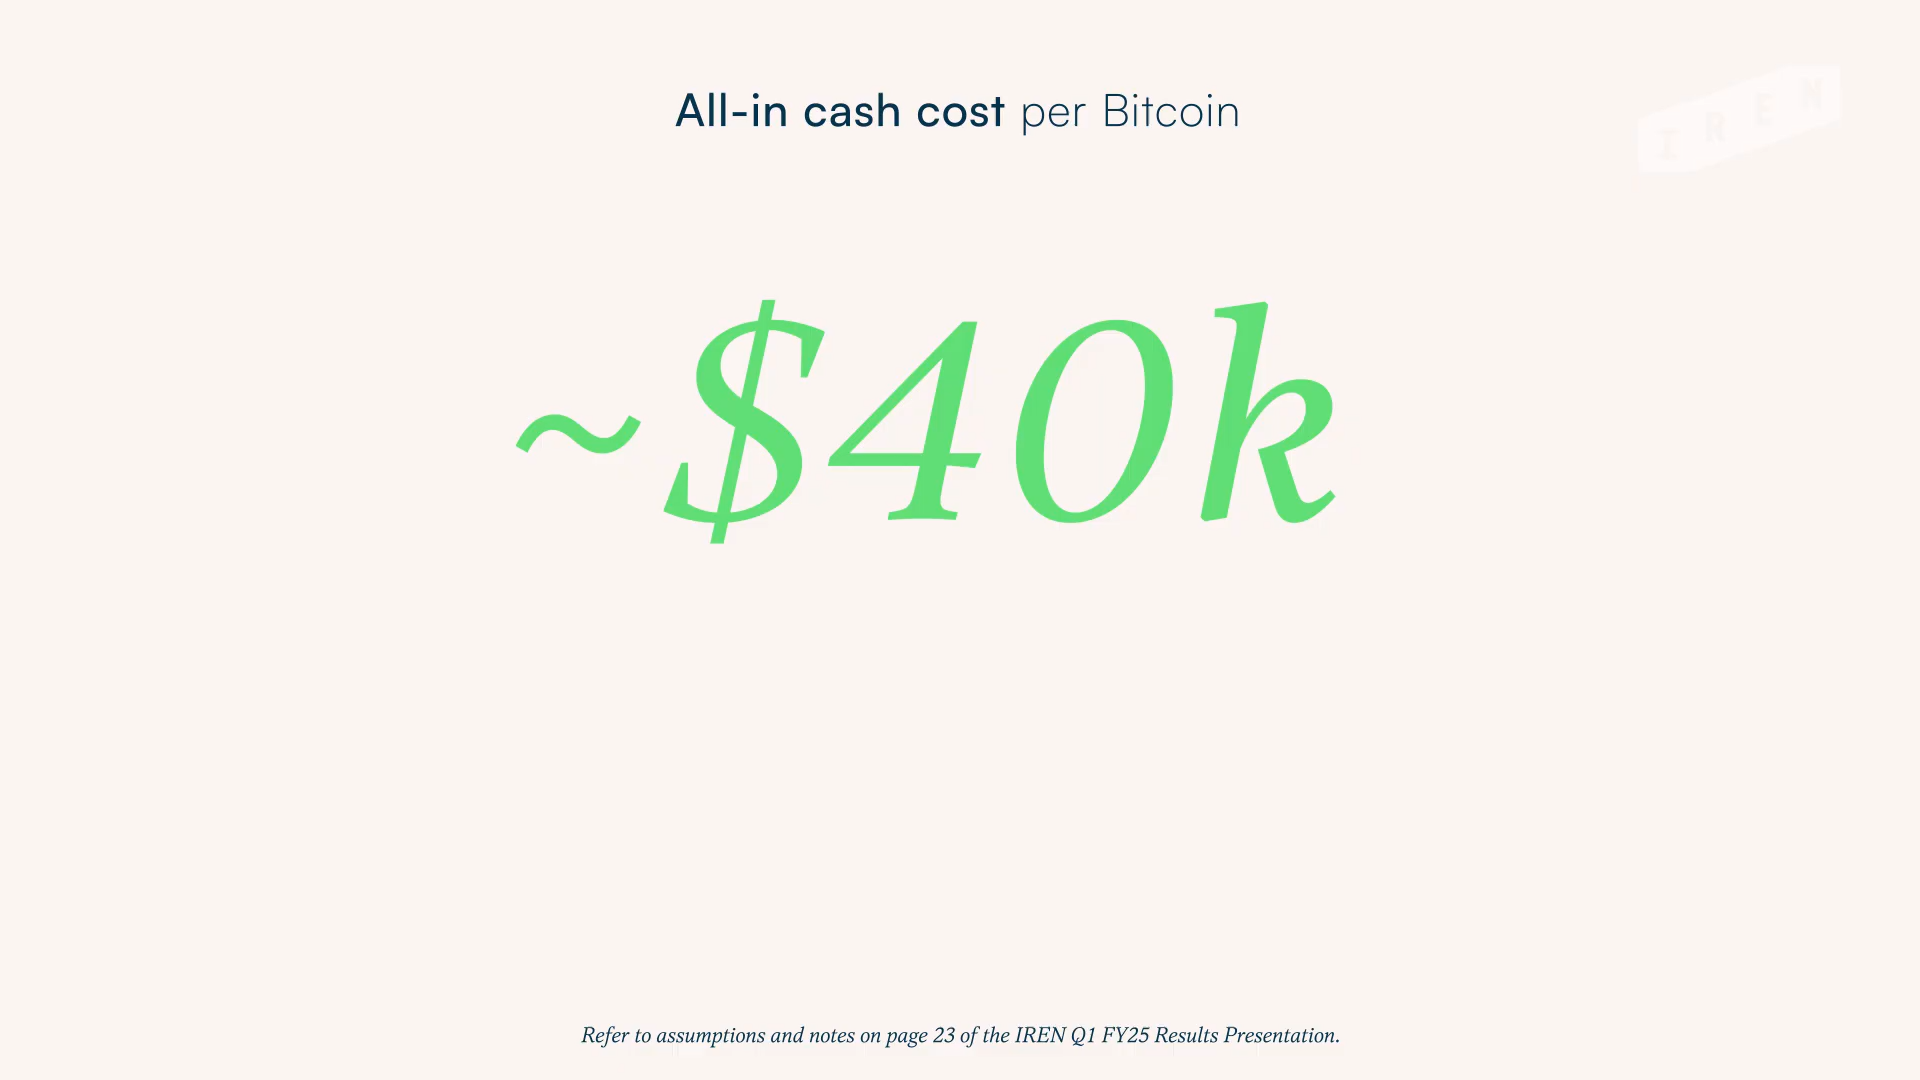 All-in cash cost per Bitcoin
IREN
~$40k
Refer to assumptions and notes on page 23 of the IREN Q1 FY25 Results Presentation.